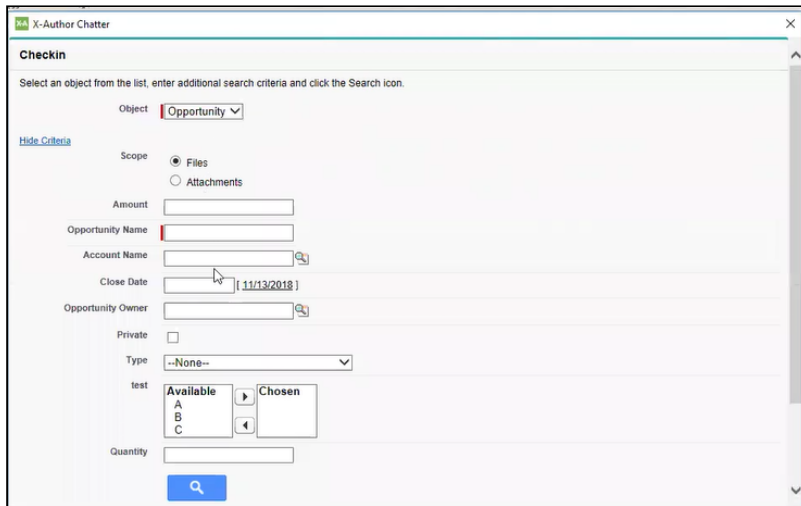 X-A X-Author Chatter
Checkin
Select an object from the list, enter additional search criteria and click the Search icon.
Object Opportunity
Hide Criteria
Scope Files
Attachments
Amount
Opportunity Name
Account Name
Close Date [ 11/13/2018 ]
Opportunity Owner
Private
Type --None--
test Available Chosen
A
B
C
Quantity